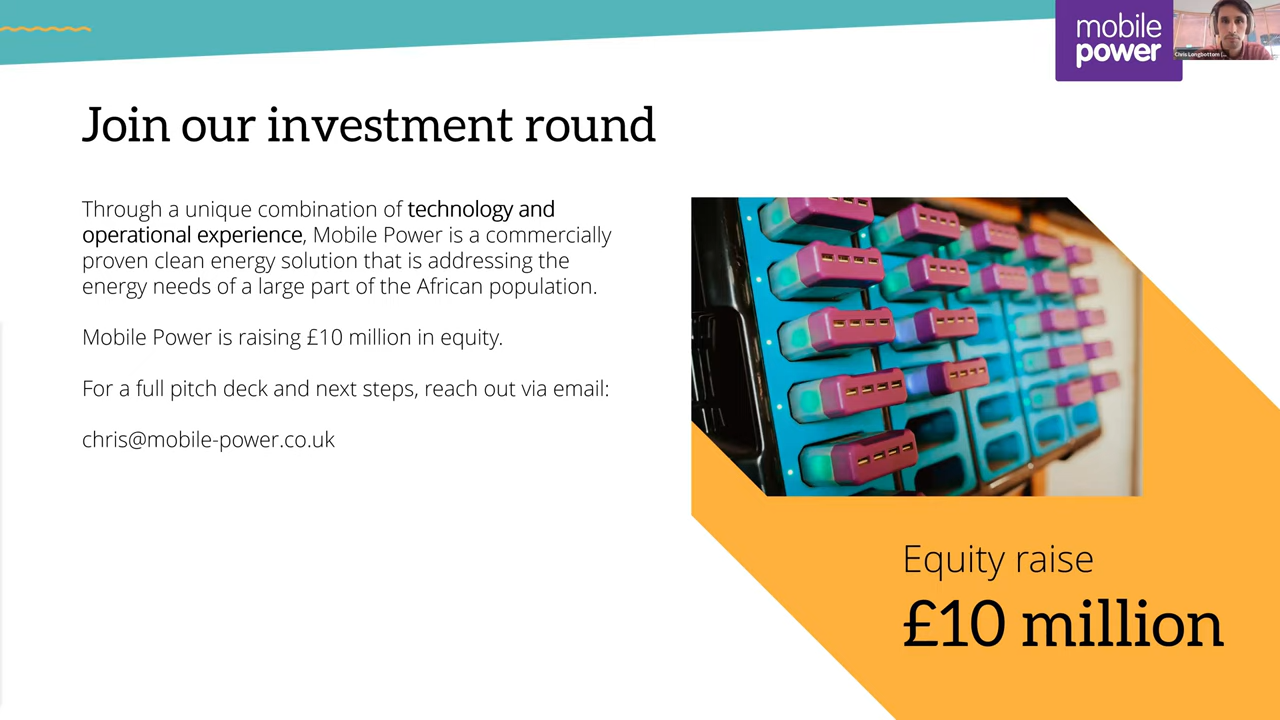 mobile
power
Chris Longbottom (...
Join our investment round
Through a unique combination of technology and
operational experience, Mobile Power is a commercially
proven clean energy solution that is addressing the
energy needs of a large part of the African population.
Mobile Power is raising £10 million in equity.
For a full pitch deck and next steps, reach out via email:
chris@mobile-power.co.uk
Equity raise
£10 million